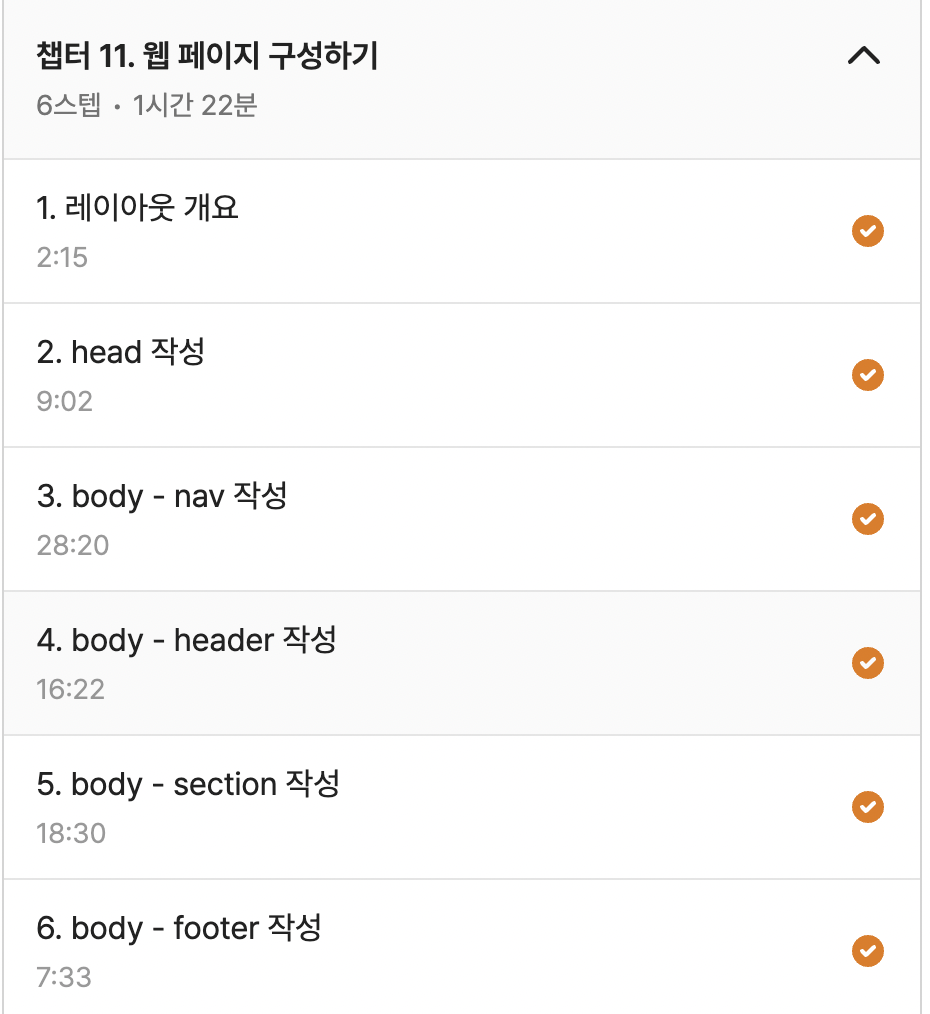 챕터 11. 웹 페이지 구성하기
6스텝 • 1시간 22분
1. 레이아웃 개요
2:15
2. head 작성
9:02
3. body - nav 작성
28:20
4. body - header 작성
16:22
5. body - section 작성
18:30
6. body - footer 작성
7:33